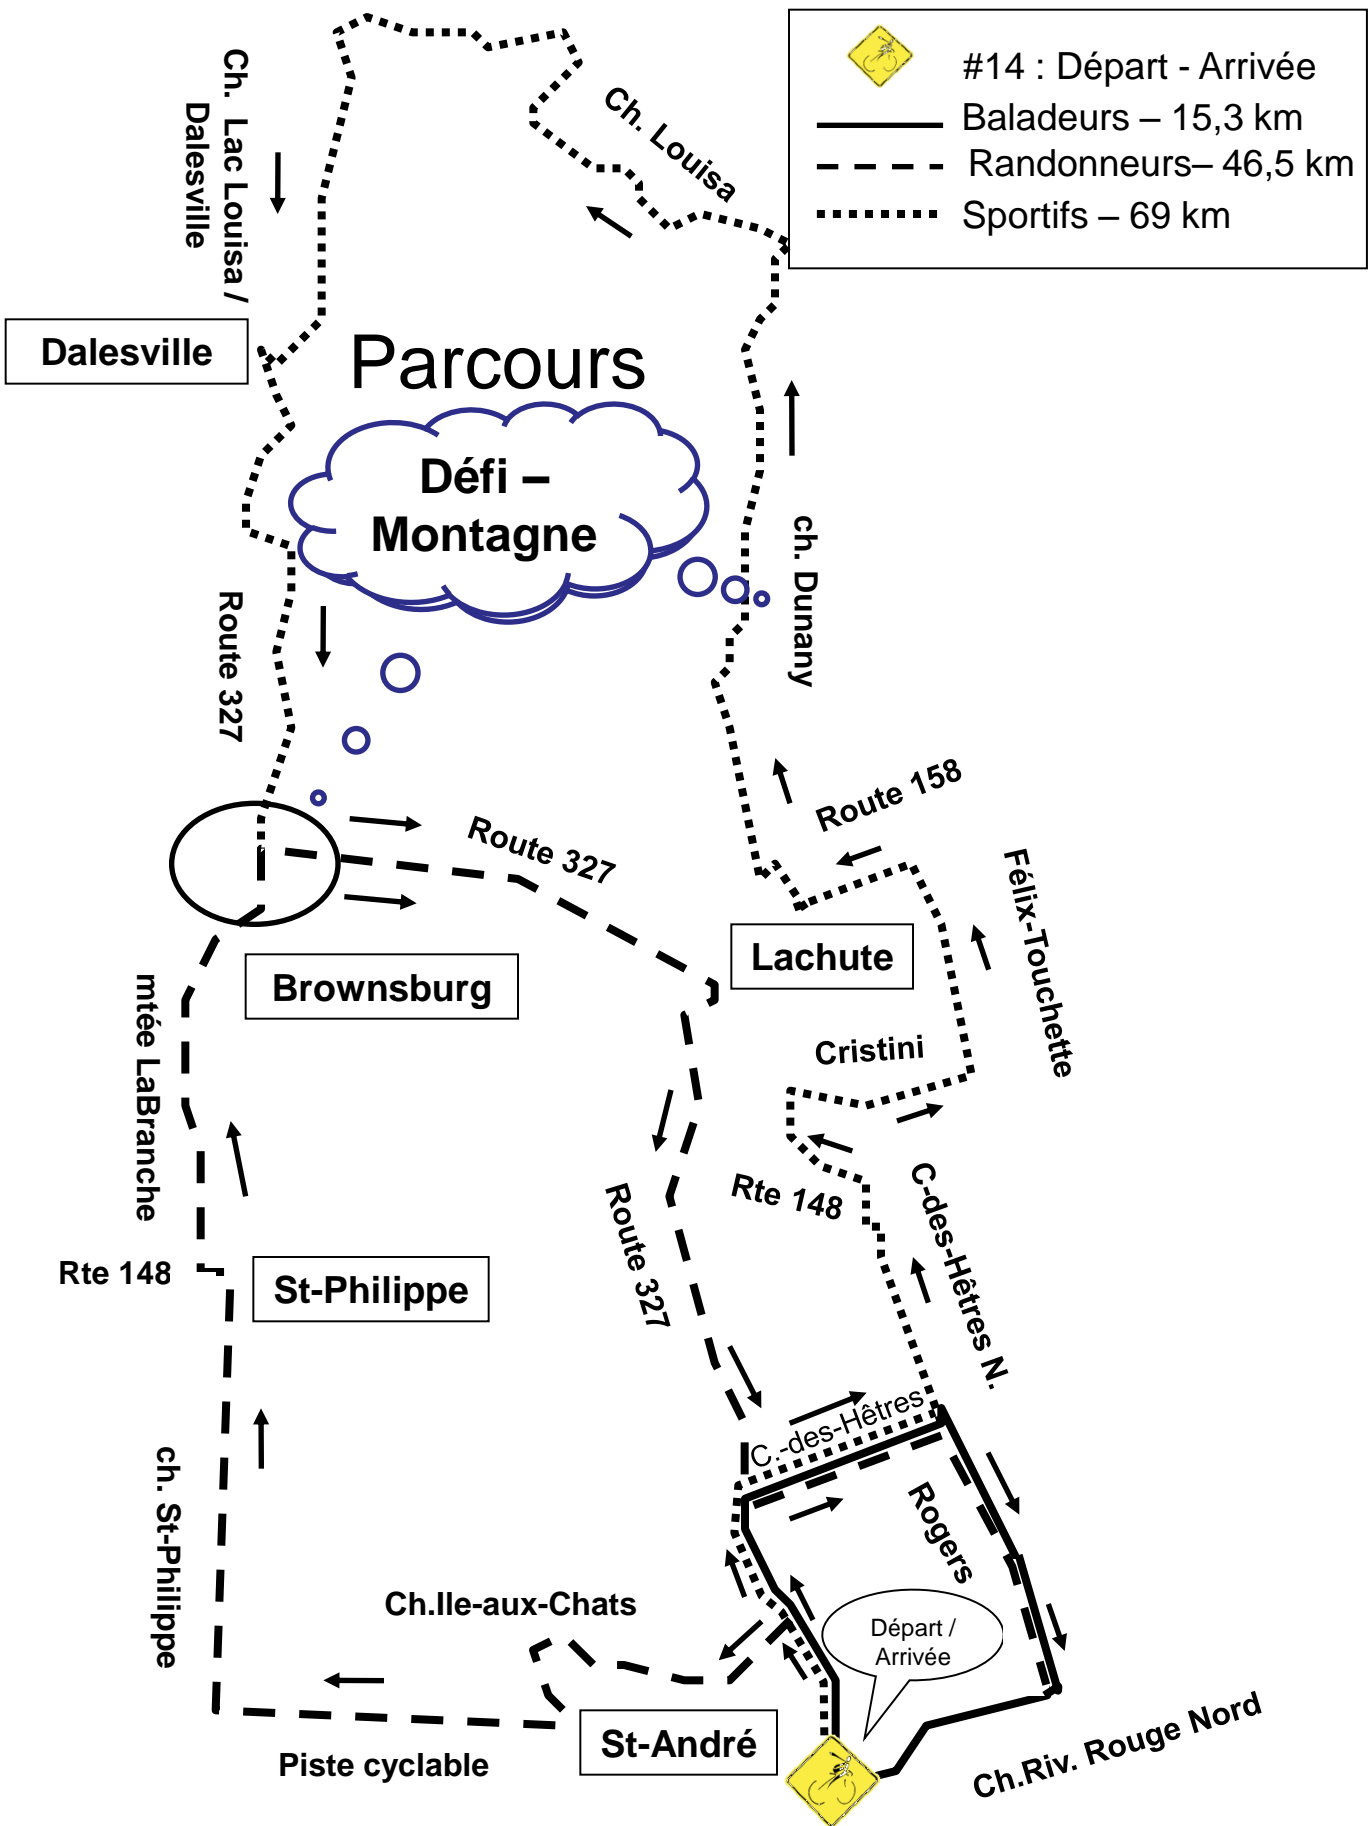 #14 : Départ - Arrivée
Baladeurs – 15,3 km
Randonneurs– 46,5 km
Sportifs – 69 km
Ch. Lac Louisa /
Dalesville
Ch. Louisa
Dalesville
Parcours
Défi –
Montagne
ch. Dunany
Route 327
Route 158
Route 327
Félix-Touchette
Lachute
Brownsburg
mtée LaBranche
Cristini
Rte 148
C-des-Hêtres N.
Route 327
Rte 148
St-Philippe
C.-des-Hêtres
ch. St-Philippe
Rogers
Ch.Ile-aux-Chats
Départ /
Arrivée
St-André
Piste cyclable
Ch.Riv. Rouge Nord